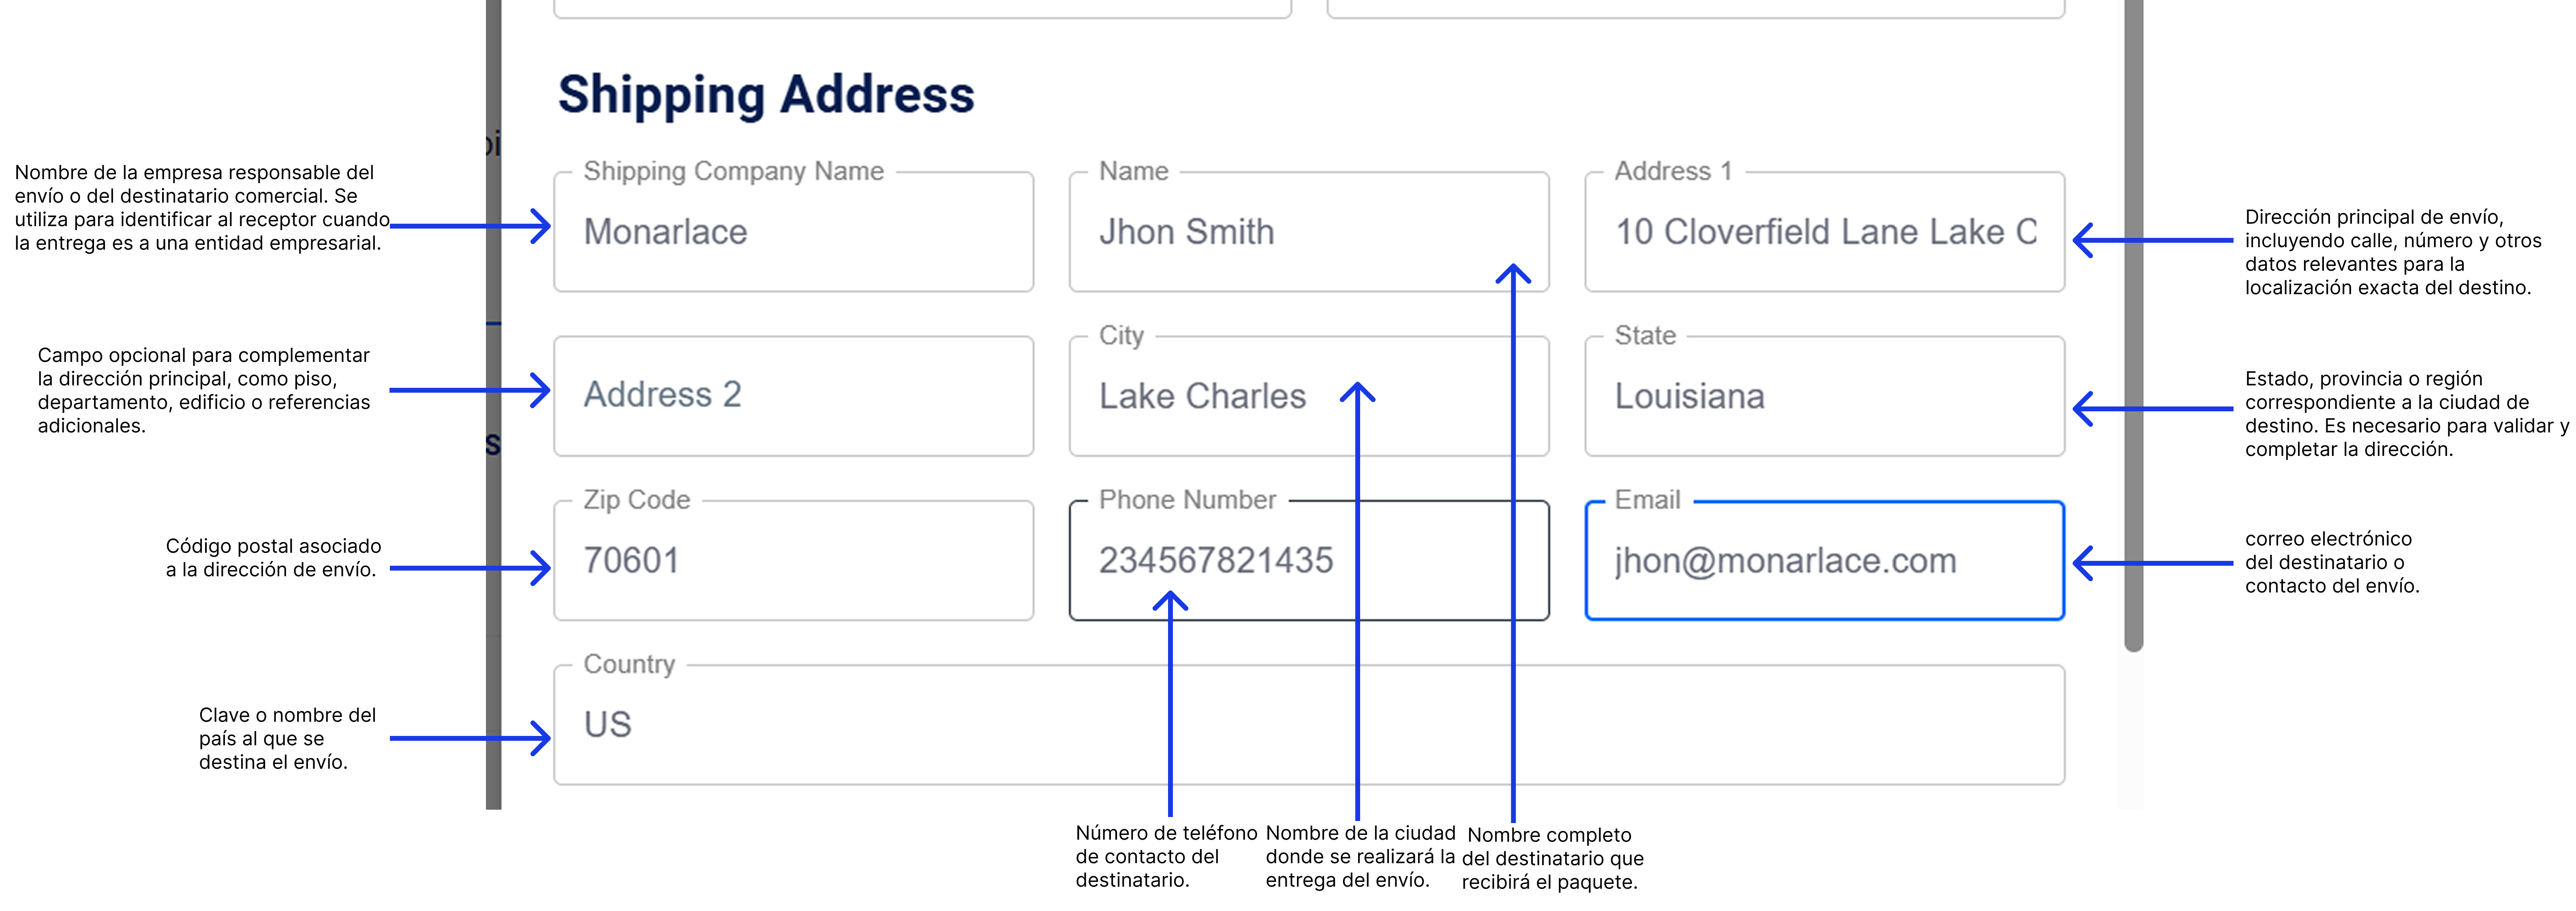 Shipping Address
Nombre de la empresa responsable del
envío o del destinatario comercial. Se
utiliza para identificar al receptor cuando
la entrega es a una entidad empresarial.
Shipping Company Name
Monarlace
Name
Jhon Smith
Address 1
10 Cloverfield Lane Lake C
Dirección principal de envío,
incluyendo calle, número y otros
datos relevantes para la
localización exacta del destino.
Campo opcional para complementar
la dirección principal, como piso,
departamento, edificio o referencias
adicionales.
Address 2
City
Lake Charles
State
Louisiana
Estado, provincia o región
correspondiente a la ciudad de
destino. Es necesario para validar y
completar la dirección.
Código postal asociado
a la dirección de envío.
Zip Code
70601
Phone Number
234567821435
Email
jhon@monarlace.com
correo electrónico
del destinatario o
contacto del envío.
Clave o nombre del
país al que se
destina el envío.
Country
US
Número de teléfono
de contacto del
destinatario.
Nombre de la ciudad
donde se realizará la
entrega del envío.
Nombre completo
del destinatario que
recibirá el paquete.